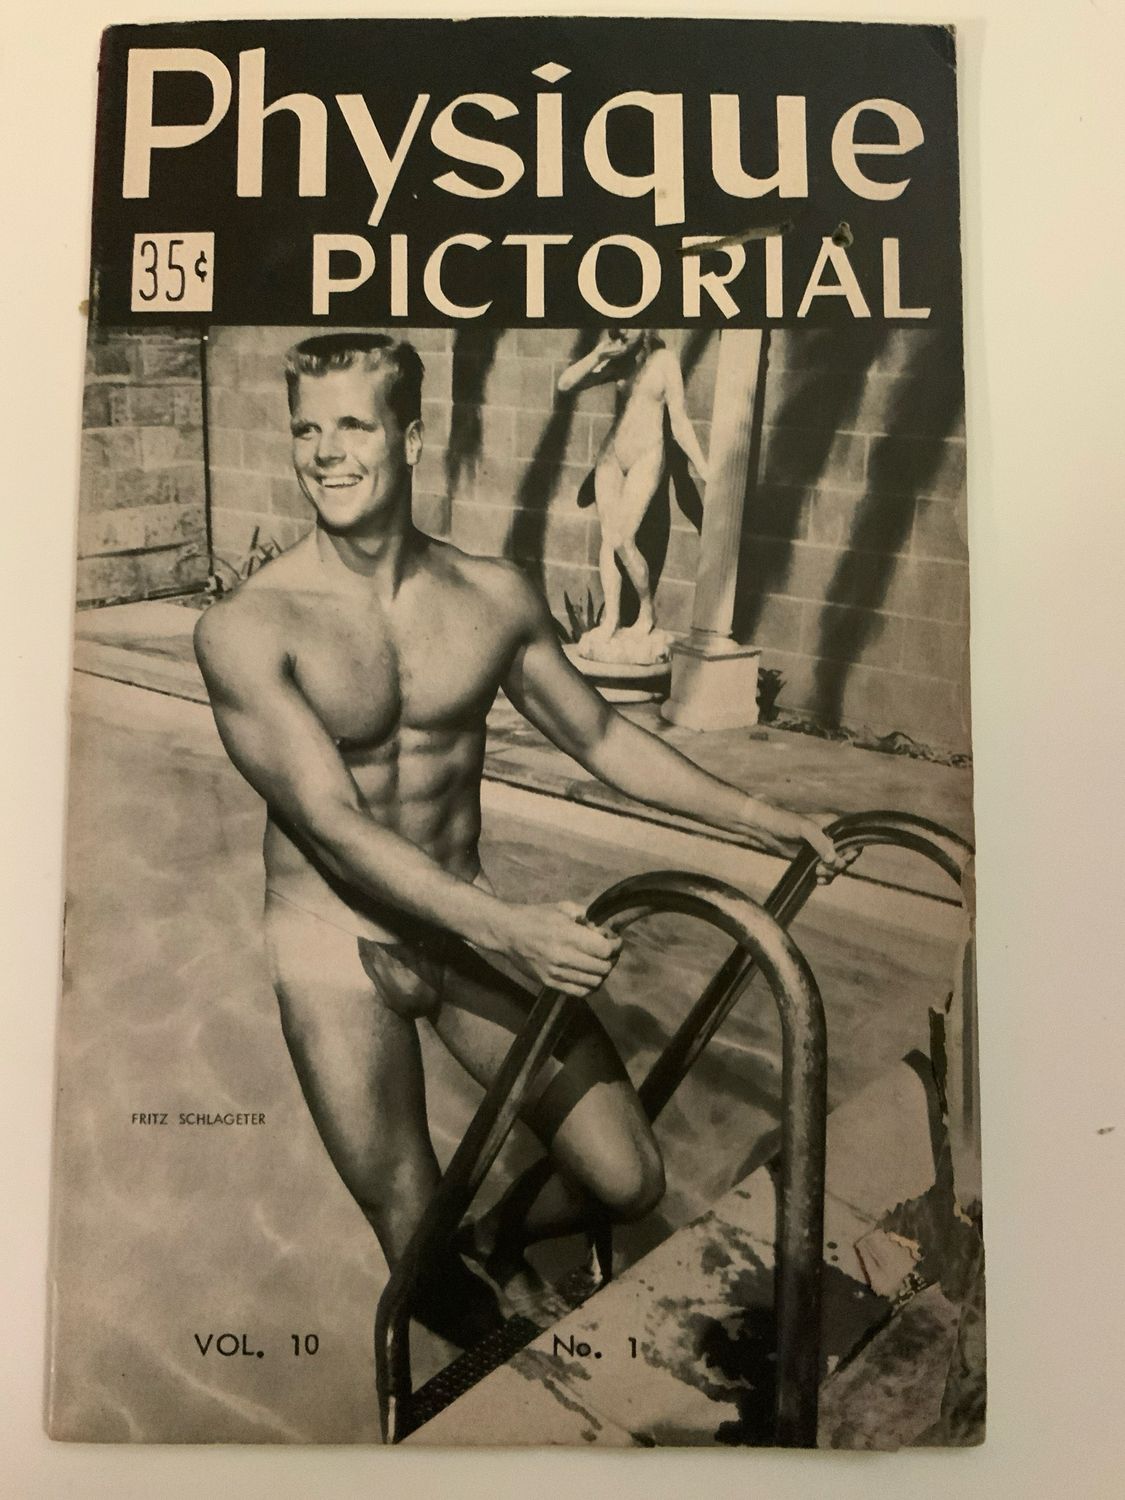 Physique
35¢ PICTORIAL
FRITZ SCHLAGETER
VOL. 10 No. 1